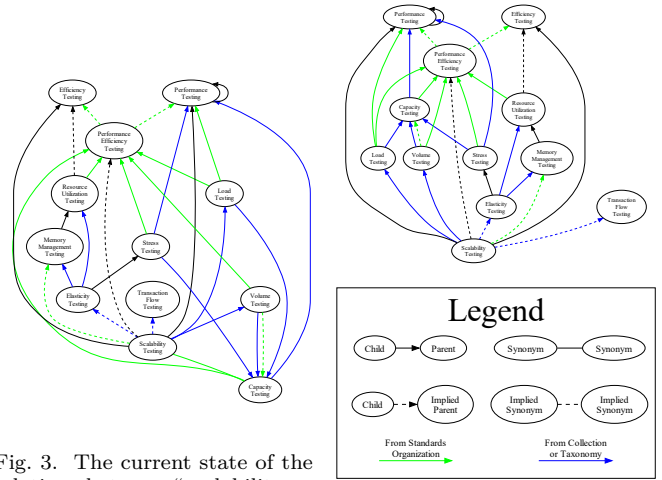 Efficiency
Testing
Performance
Testing
Performance
Efficiency
Testing
Resource
Utilization
Testing
Load
Testing
Memory
Management
Testing
Stress
Testing
Elasticity
Testing
Transaction
Flow
Testing
Volume
Testing
Scalability
Testing
Capacity
Testing
Fig. 3. The current state of the
Performance
Testing
Efficiency
Testing
Performance
Efficiency
Testing
Capacity
Testing
Resource
Utilization
Testing
Load
Testing
Volume
Testing
Stress
Testing
Memory
Management
Testing
Elasticity
Testing
Transaction
Flow
Testing
Scalability
Testing
Legend
Child
Parent
Synonym
Synonym
Child
Implied
Parent
Implied
Synonym
Implied
Synonym
From Standards
Organization
From Collection
or Taxonomy